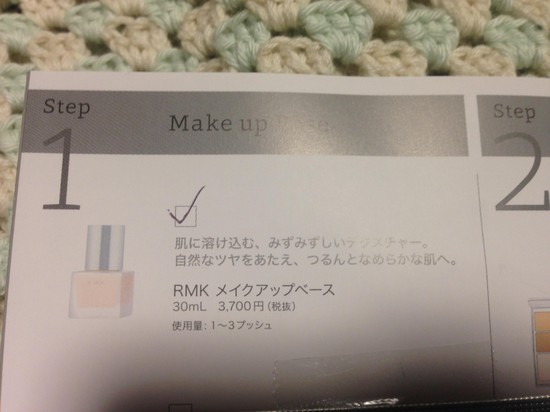 Step
1
Make up Base
肌に溶け込む、みずみずしいテクスチャー。
自然なツヤをあたえ、つるんとなめらかな肌へ。
RMK メイクアップベース
30mL 3,700円(税抜)
使用量:1〜3プッシュ
Step
2